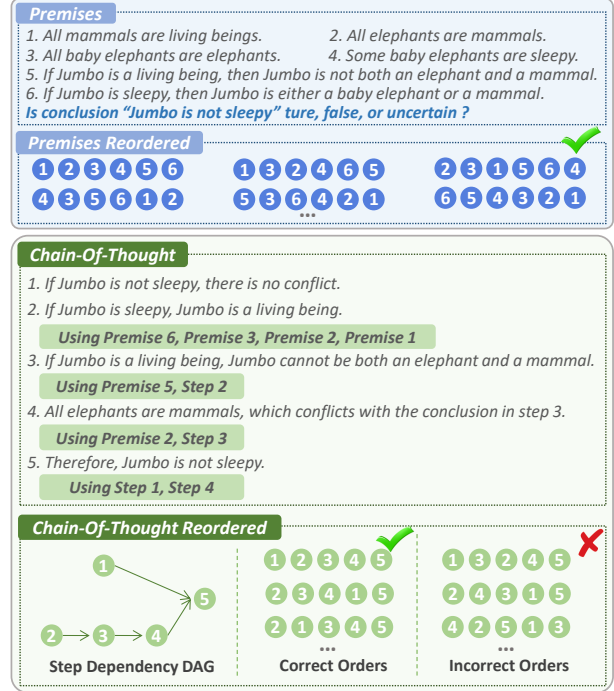 Premises
1. All mammals are living beings. 2. All elephants are mammals.
3. All baby elephants are elephants. 4. Some baby elephants are sleepy.
5. If Jumbo is a living being, then Jumbo is not both an elephant and a mammal.
6. If Jumbo is sleepy, then Jumbo is either a baby elephant or a mammal.
Is conclusion “Jumbo is not sleepy” ture, false, or uncertain ?
Premises Reordered
1 2 3 4 5 6 1 3 2 4 6 5 2 3 1 5 6 4
4 3 5 6 1 2 5 3 6 4 2 1 6 5 4 3 2 1
...
Chain-Of-Thought
1. If Jumbo is not sleepy, there is no conflict.
2. If Jumbo is sleepy, Jumbo is a living being.
Using Premise 6, Premise 3, Premise 2, Premise 1
3. If Jumbo is a living being, Jumbo cannot be both an elephant and a mammal.
Using Premise 5, Step 2
4. All elephants are mammals, which conflicts with the conclusion in step 3.
Using Premise 2, Step 3
5. Therefore, Jumbo is not sleepy.
Using Step 1, Step 4
Chain-Of-Thought Reordered
1
5
2 3 4
Step Dependency DAG
1 2 3 4 5
2 3 4 1 5
2 1 3 4 5
...
Correct Orders
1 3 2 4 5
2 4 3 1 5
4 2 5 1 3
...
Incorrect Orders